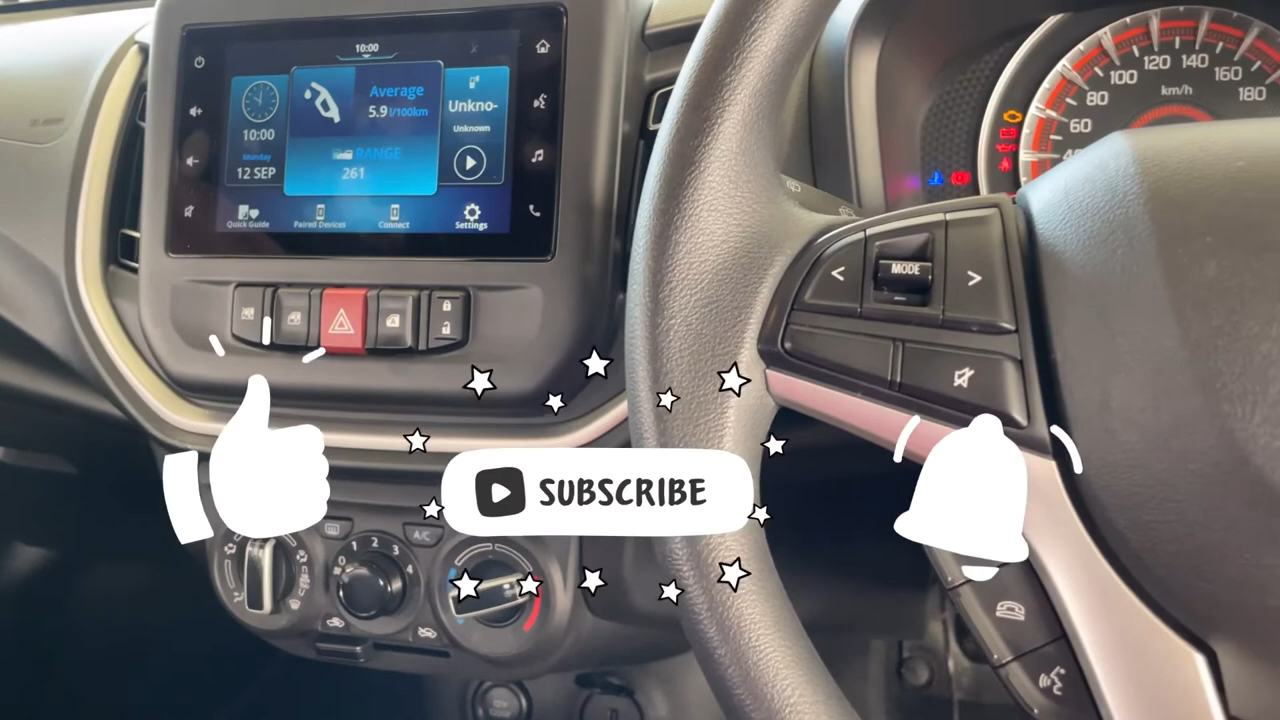 10:00
Average
5.9 l/100km
RANGE
261
10:00
Monday
12 SEP
Unkno-
Unknown
Quick Guide
Paired Devices
Connect
Settings
MODE
60
80
100
120
140
160
180
km/h
SUBSCRIBE
A/C
0
1
2
3
4